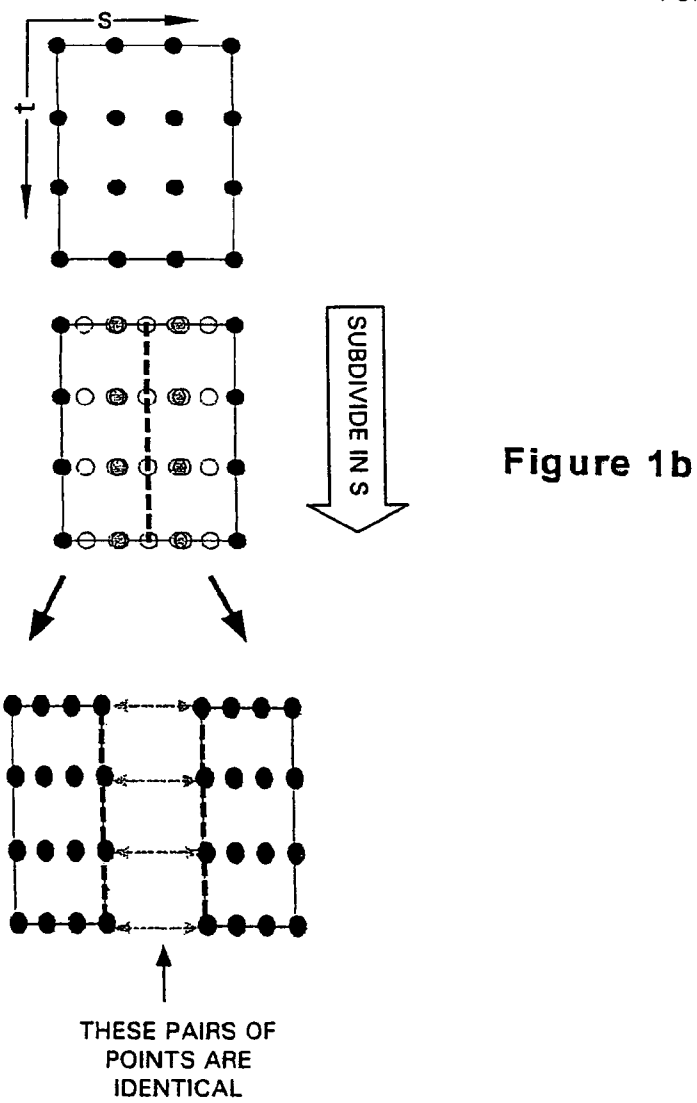 S
t
SUBDIVIDE IN S
Figure 1b
THESE PAIRS OF
POINTS ARE
IDENTICAL